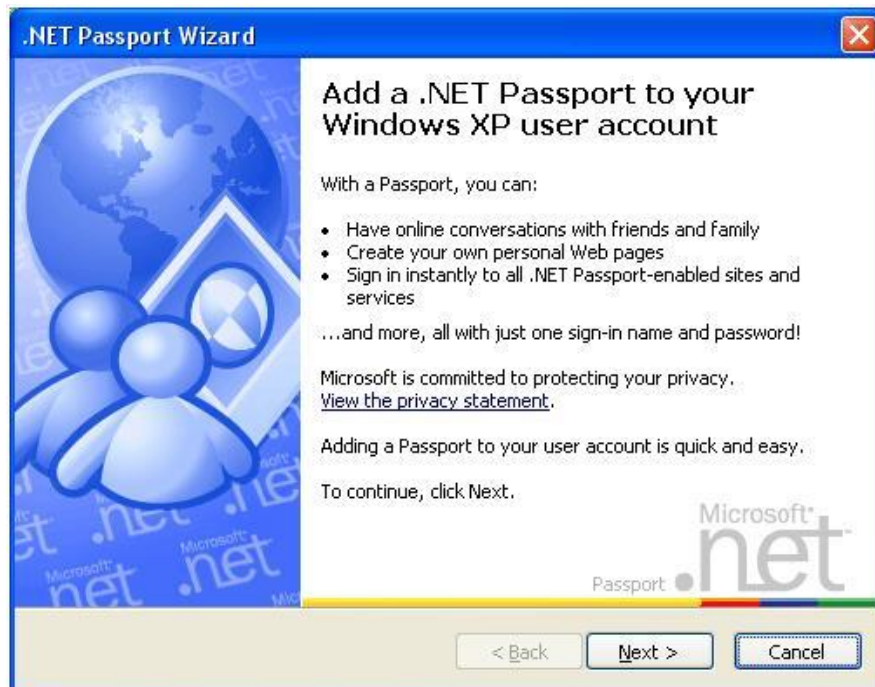 .NET Passport Wizard
Add a .NET Passport to your
Windows XP user account
With a Passport, you can:
• Have online conversations with friends and family
• Create your own personal Web pages
• Sign in instantly to all .NET Passport-enabled sites and
services
...and more, all with just one sign-in name and password!
Microsoft is committed to protecting your privacy.
View the privacy statement.
Adding a Passport to your user account is quick and easy.
To continue, click Next.
Microsoft
Passport .net
< Back
Next >
Cancel